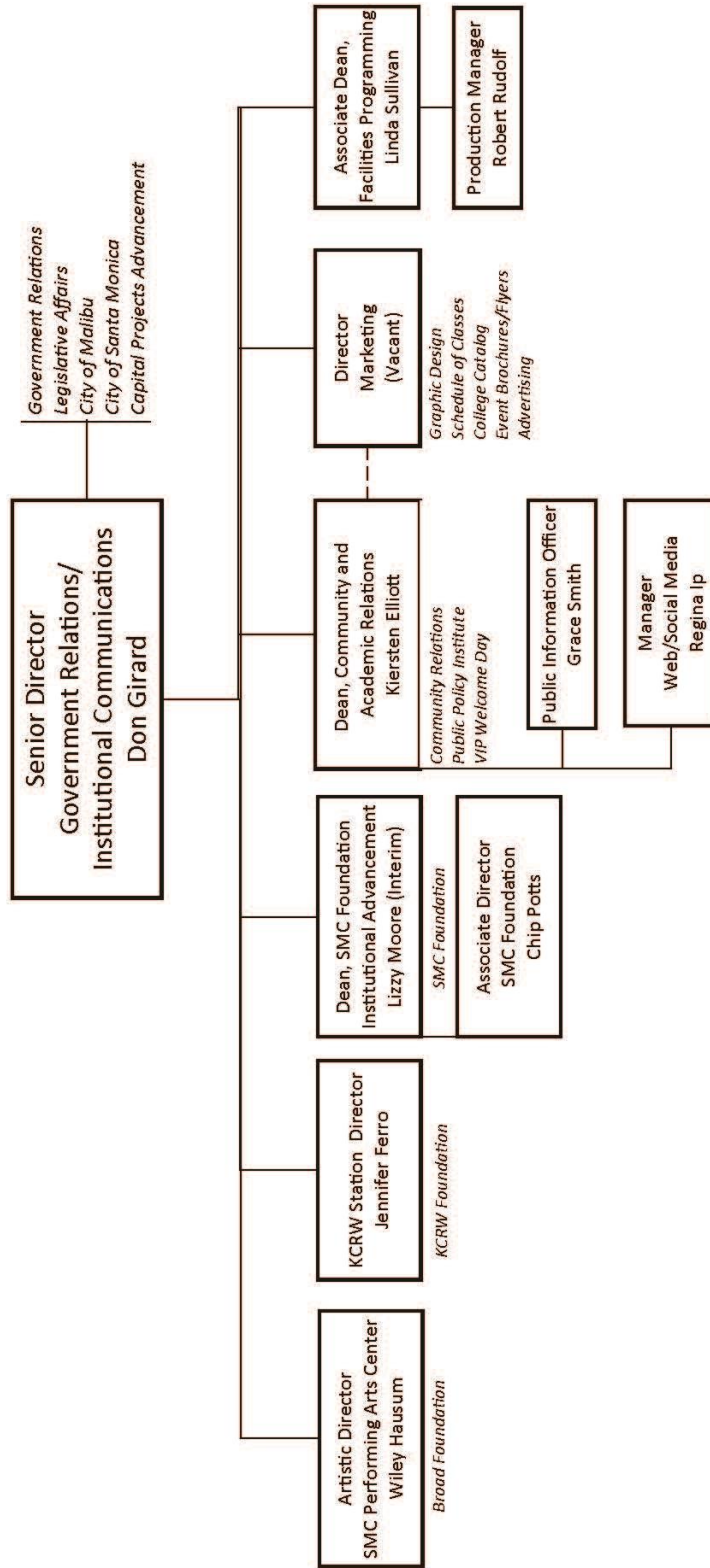 Senior Director
Government Relations/
Institutional Communications
Don Girard
Government Relations
Legislative Affairs
City of Malibu
City of Santa Monica
Capital Projects Advancement
Artistic Director
SMC Performing Arts Center
Wiley Hausum
Broad Foundation
KCRW Station Director
Jennifer Ferro
KCRW Foundation
Dean, SMC Foundation
Institutional Advancement
Lizzy Moore (Interim)
SMC Foundation
Associate Director
SMC Foundation
Chip Potts
Dean, Community and
Academic Relations
Kiersten Elliott
Community Relations
Public Policy Institute
VIP Welcome Day
Public Information Officer
Grace Smith
Manager
Web/Social Media
Regina Ip
Director
Marketing
(Vacant)
Graphic Design
Schedule of Classes
College Catalog
Event Brochures/Flyers
Advertising
Associate Dean,
Facilities Programming
Linda Sullivan
Production Manager
Robert Rudolf